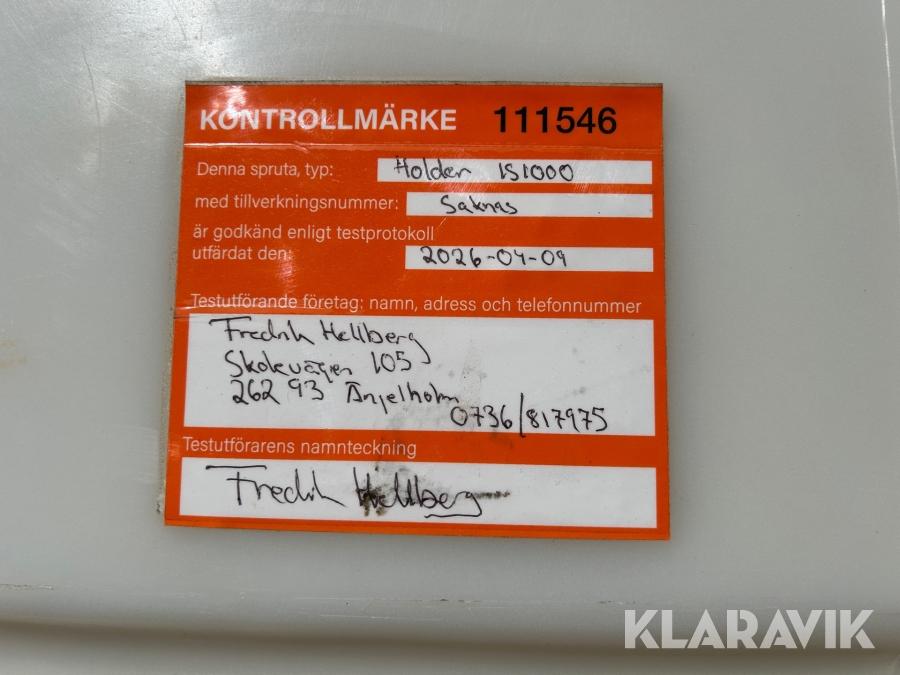 KONTROLLMÄRKE 111546
Denna spruta, typ: Holder IS1000
med tillverkningsnummer: Saknas
är godkänd enligt testprotokoll
utfärdat den: 2026-04-09
Testutförande företag: namn, adress och telefonnummer
Fredrik Hellberg
105
262 93 Ängelholm
0736/817975
Testutförarens namnteckning
Fredrik Hellberg
KLARAVIK